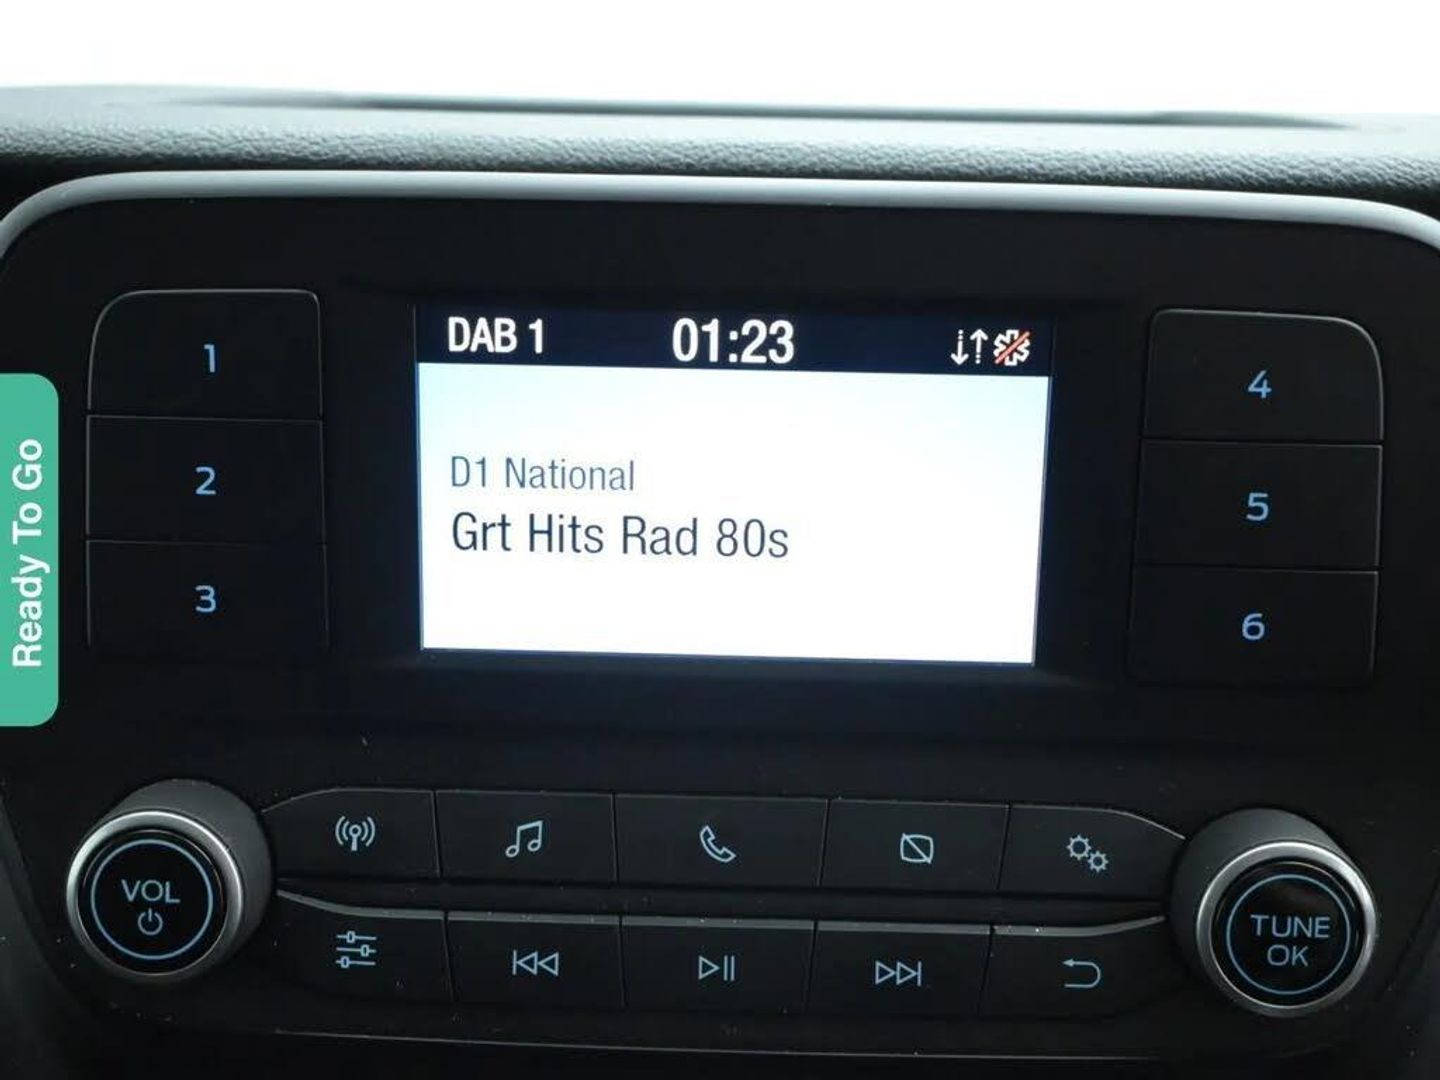 DAB 1
01:23
D1 National
Grt Hits Rad 80s
1
2
3
4
5
6
Ready To Go
VOL
TUNE
OK